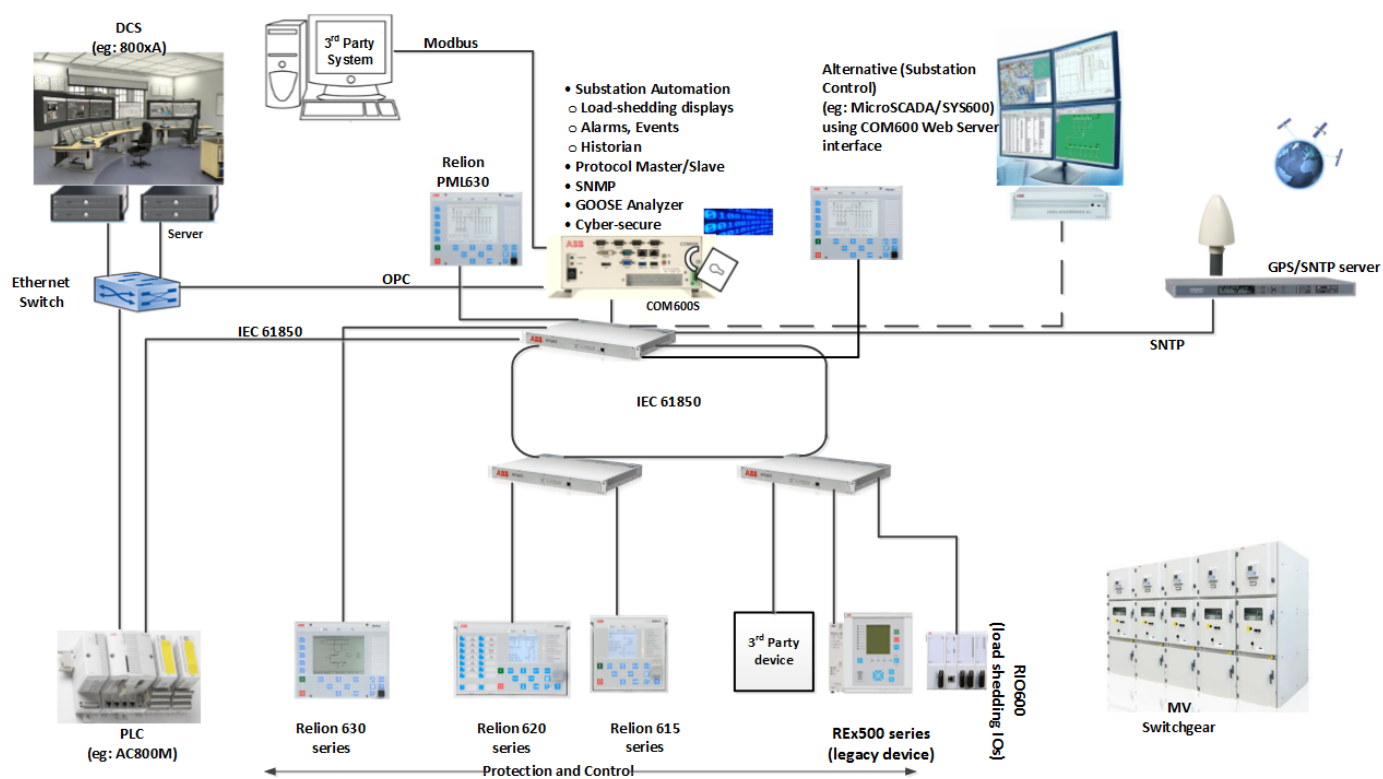 DCS
(eg: 800xA)
Server
Ethernet
Switch
3rd Party
System
Modbus
• Substation Automation
o Load-shedding displays
o Alarms, Events
o Historian
• Protocol Master/Slave
• SNMP
• GOOSE Analyzer
• Cyber-secure
Relion
PML630
ABB
COM600S
OPC
Alternative (Substation
Control)
(eg: MicroSCADA/SYS600)
using COM600 Web Server
interface
GPS/SNTP server
SNTP
IEC 61850
ABB
IEC 61850
ABB
ABB
PLC
(eg: AC800M)
Relion 630
series
Relion 620
series
Relion 615
series
3rd Party
device
REx500 series
(legacy device)
RIO600
(load shedding IOs)
MV
Switchgear
Protection and Control